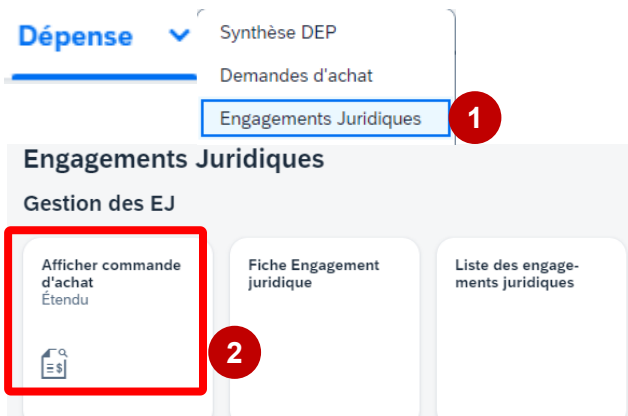 Dépense
Synthèse DEP
Demandes d'achat
Engagements Juridiques
1
Engagements Juridiques
Gestion des EJ
Afficher commande
d'achat
Étendu
2
Fiche Engagement
juridique
Liste des engage-
ments juridiques